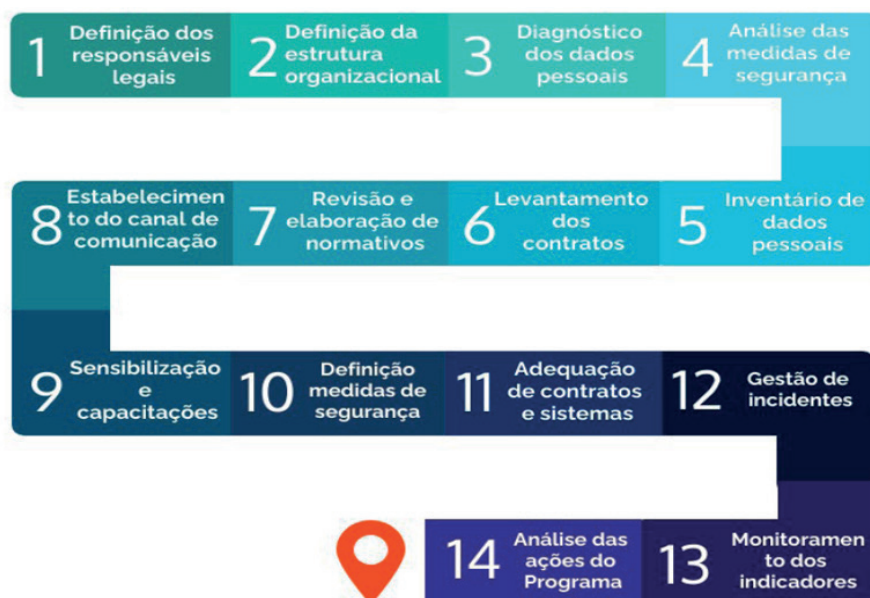 1
Definição dos
responsáveis
legais
2
Definição da
estrutura
organizacional
3
Diagnóstico
dos dados
pessoais
4
Análise das
medidas de
segurança
5
Inventário de
dados
pessoais
6
Levantamento
dos
contratos
7
Revisão e
elaboração de
normativos
8
Estabelecimen
to do canal de
comunicação
9
Sensibilização
e
capacitações
10
Definição
medidas de
segurança
11
Adequação
de contratos
e sistemas
12
Gestão de
incidentes
13
Monitoramen
to dos
indicadores
14
Análise das
ações do
Programa